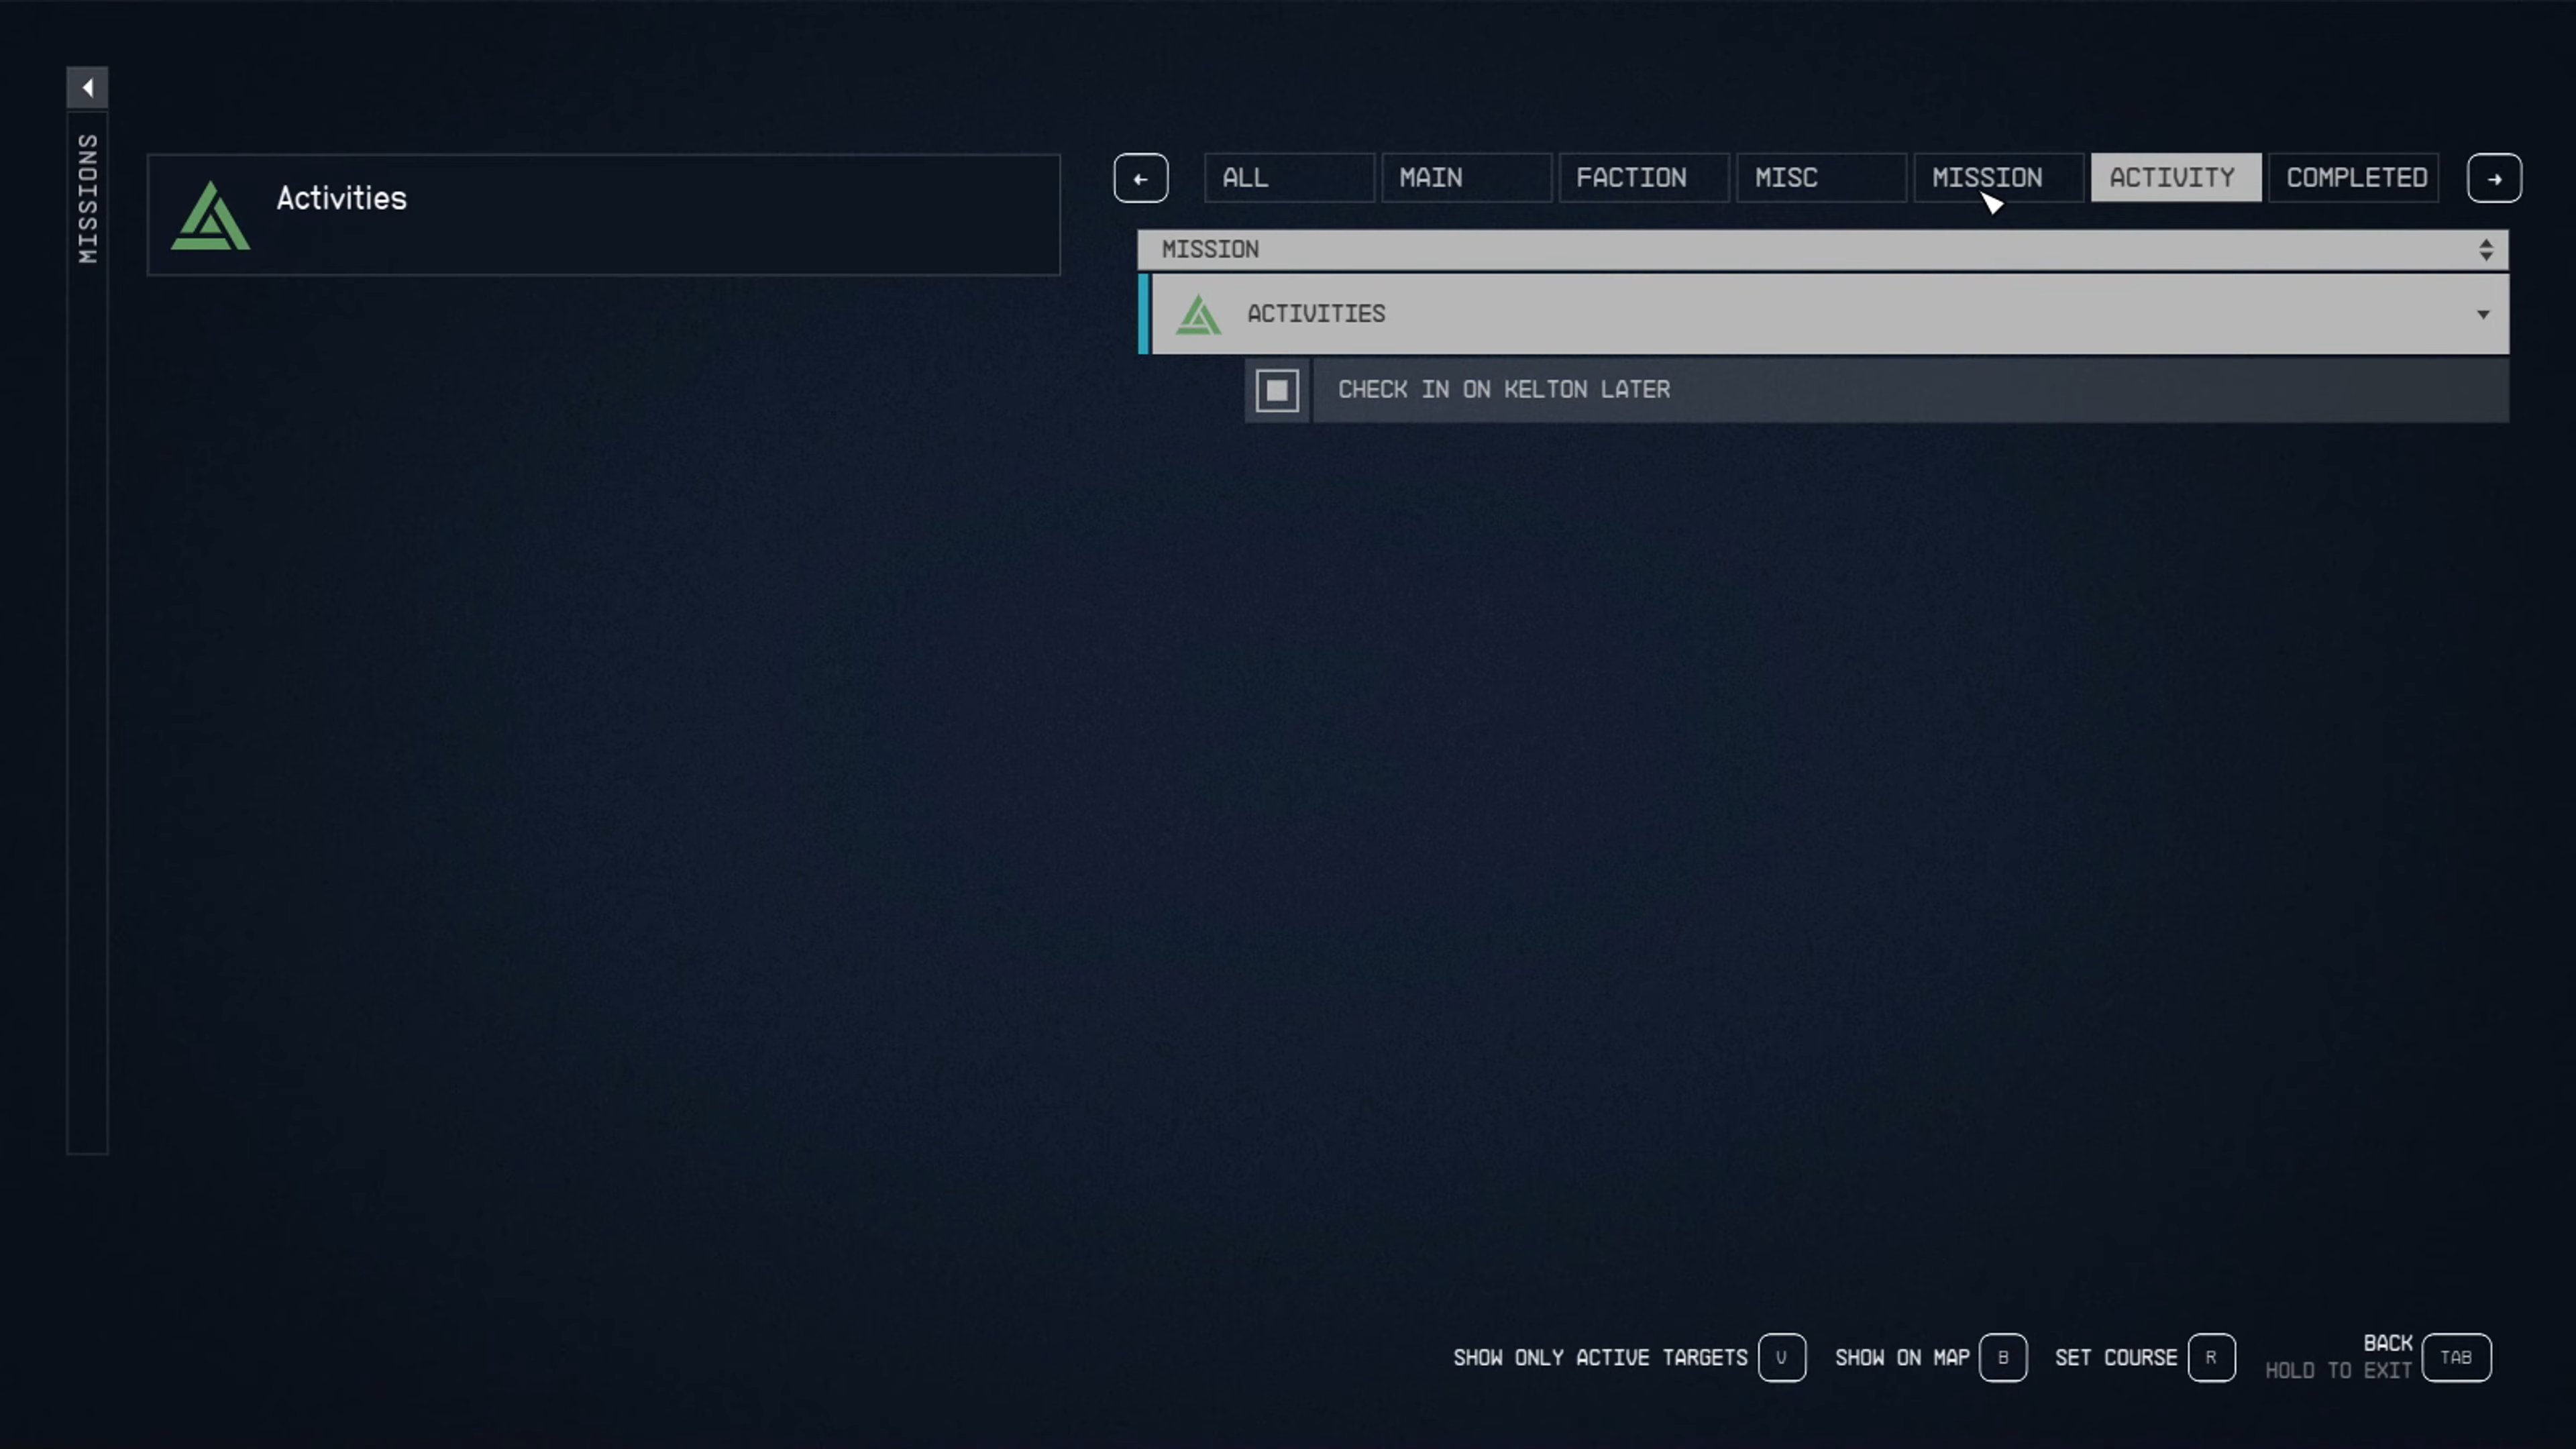 MISSIONS
Activities
ALL
MAIN
FACTION
MISC
MISSION
ACTIVITY
COMPLETED
MISSION
ACTIVITIES
CHECK IN ON KELTON LATER
SHOW ONLY ACTIVE TARGETS V
SHOW ON MAP B
SET COURSE R
BACK
HOLD TO EXIT
TAB